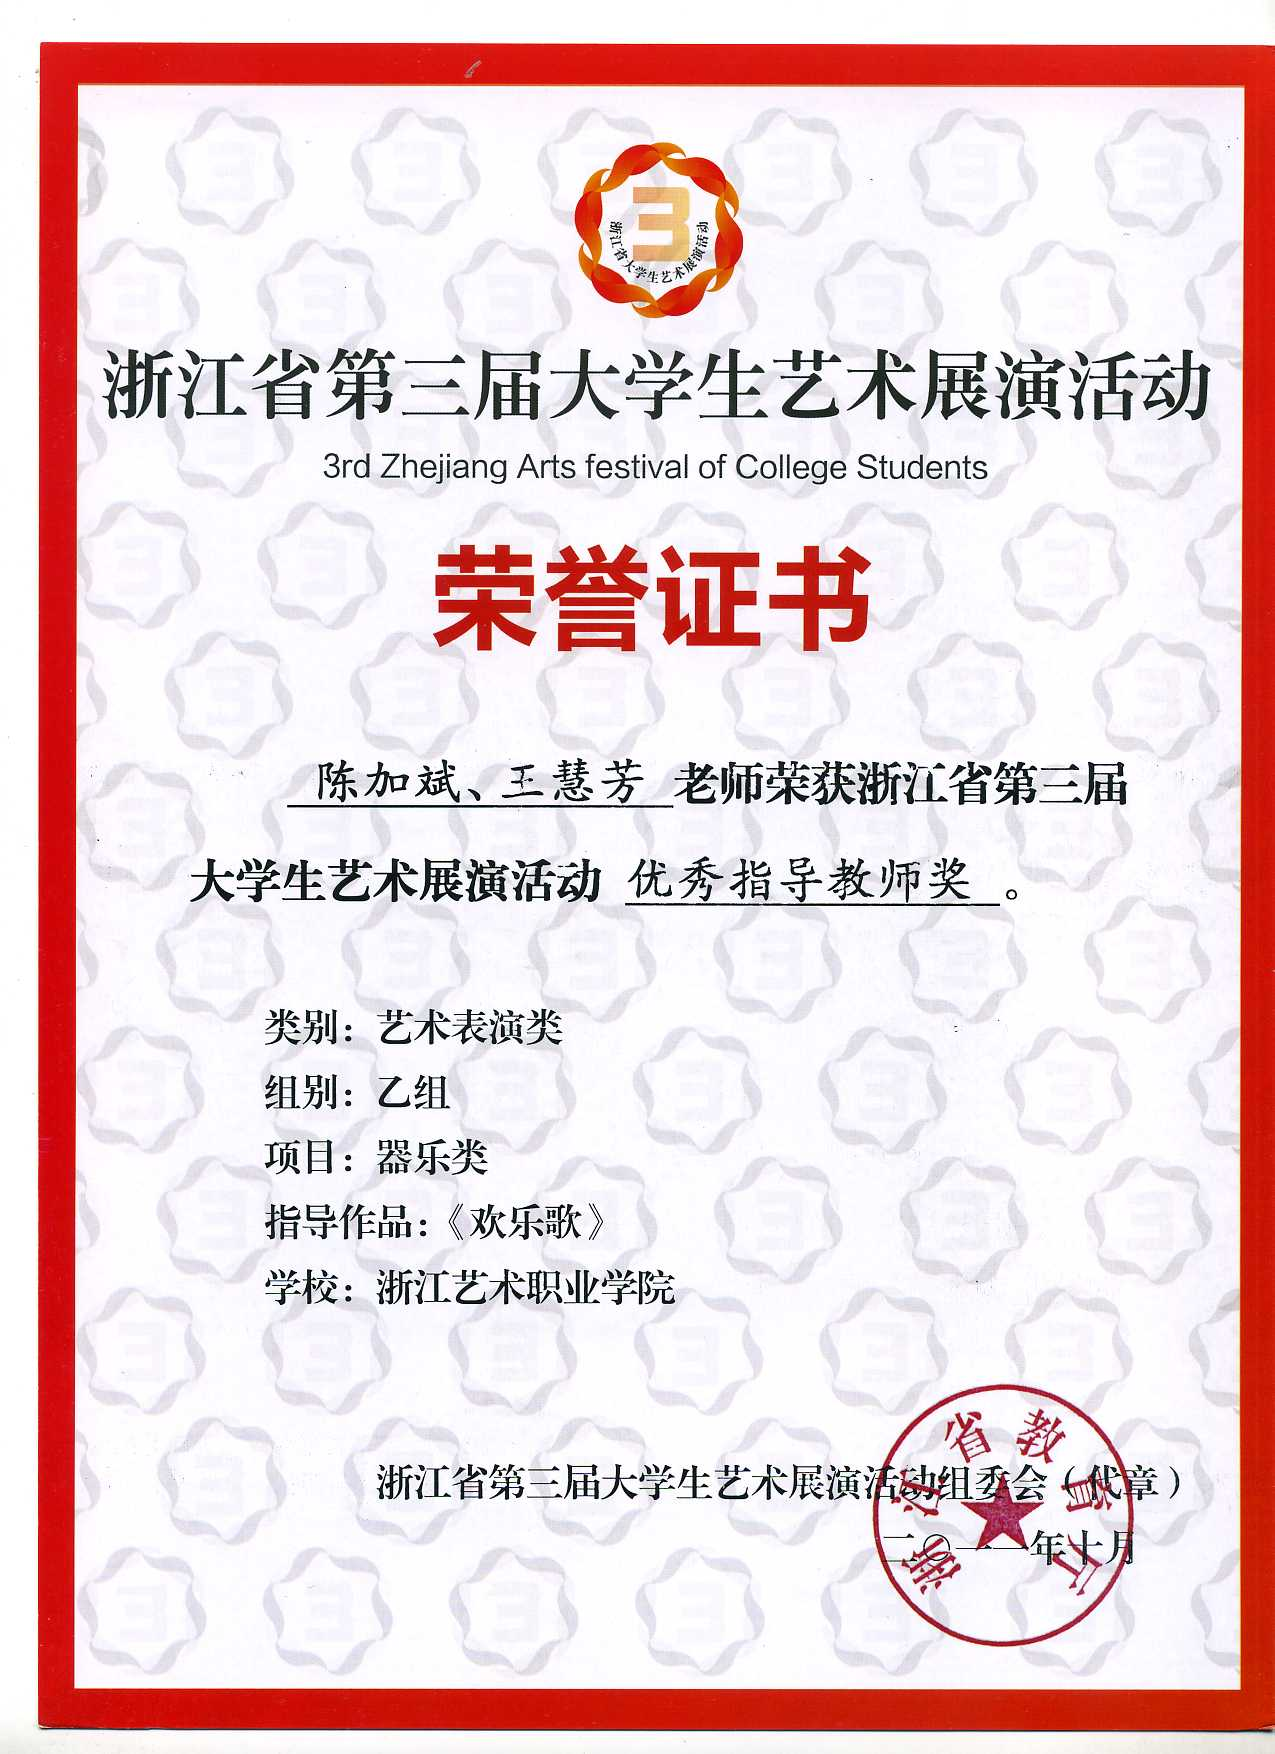 3
浙江省大学生艺术展演活动
浙江省第三届大学生艺术展演活动
3rd Zhejiang Arts festival of College Students
荣誉证书
陈加斌、王慧芳 老师荣获浙江省第三届
大学生艺术展演活动 优秀指导教师奖 。
类别：艺术表演类
组别：乙组
项目：器乐类
指导作品：《欢乐歌》
学校：浙江艺术职业学院
浙江省第三届大学生艺术展演活动组委会（代章）
二〇一一年十月
浙江省教育厅